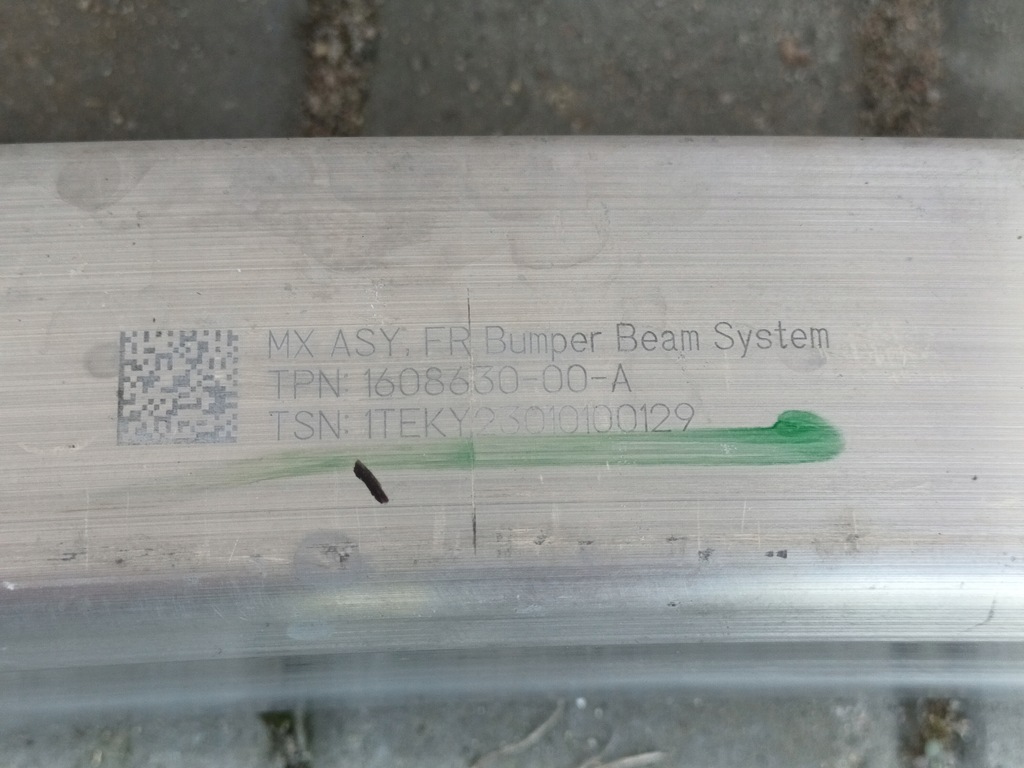 MX ASY, FR Bumper Beam System
TPN: 1608630-00-A
TSN: 1TEKY23010100129